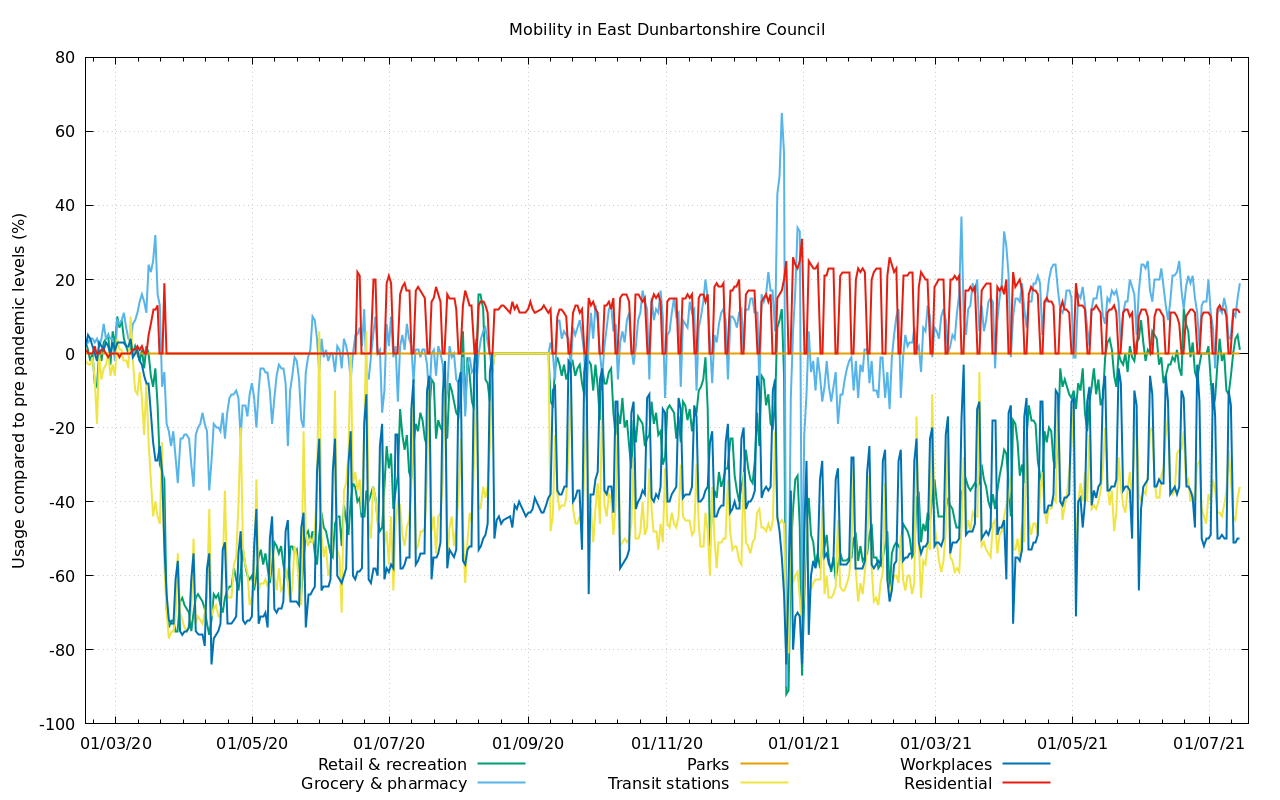 Mobility in East Dunbartonshire Council
Usage compared to pre pandemic levels (%)
80
60
40
20
0
-20
-40
-60
-80
-100
01/03/20 01/05/20 01/07/20 01/09/20 01/11/20 01/01/21 01/03/21 01/05/21 01/07/21
Retail & recreation Parks Workplaces
Grocery & pharmacy Transit stations Residential